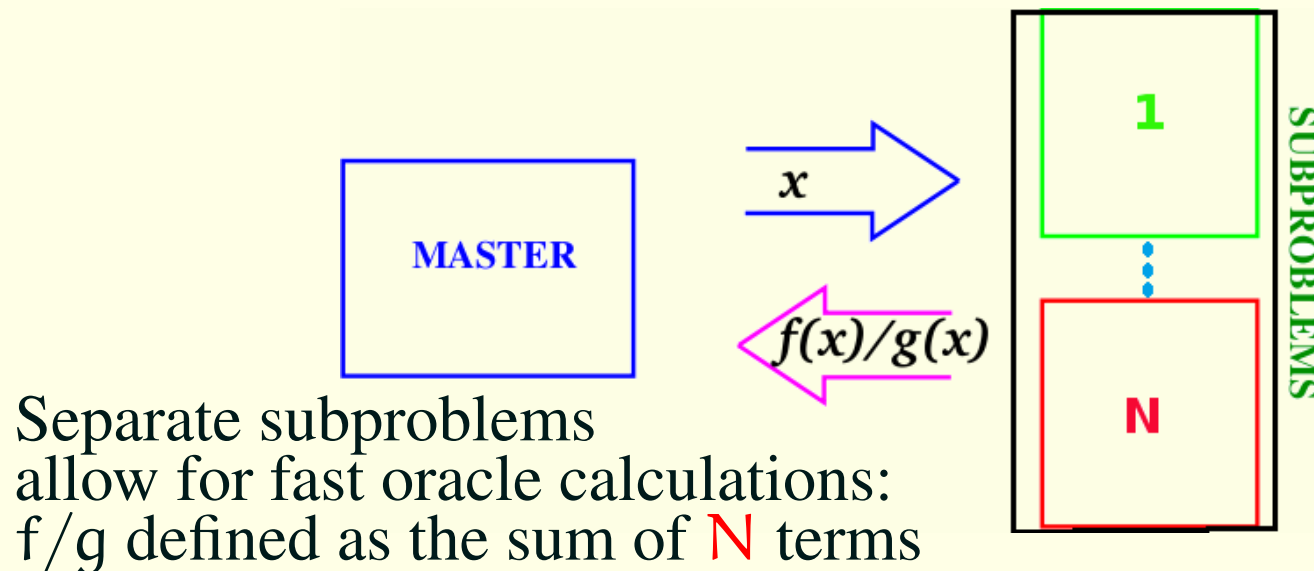 MASTER
x
f(x)/g(x)
1
N
SUBPROBLEMS
Separate subproblems
allow for fast oracle calculations:
f/g defined as the sum of N terms